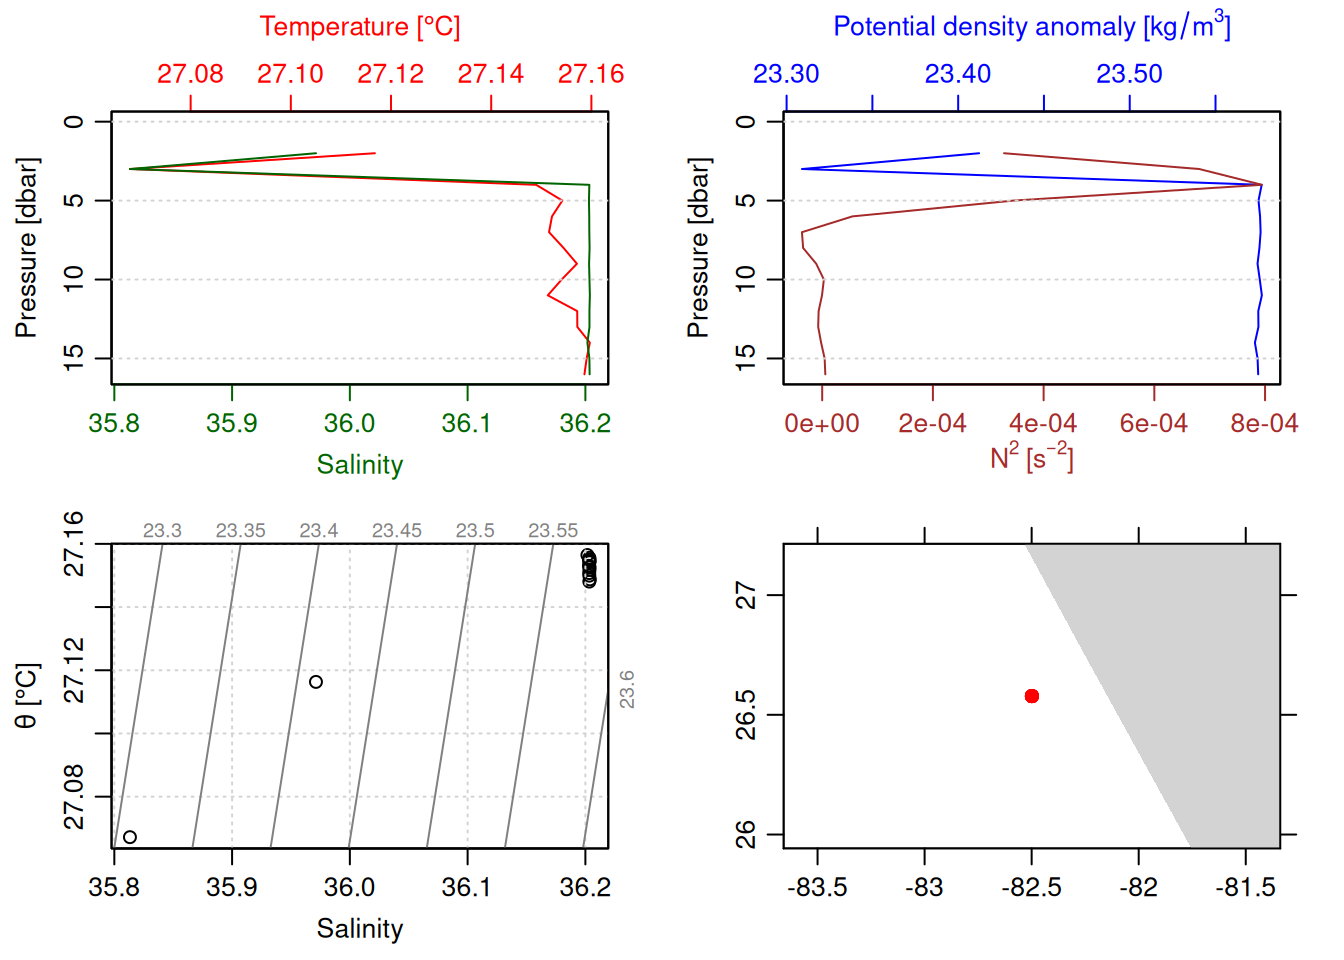 Temperature [°C]
27.08 27.10 27.12 27.14 27.16
Pressure [dbar]
0
5
10
15
35.8 35.9 36.0 36.1 36.2
Salinity
Potential density anomaly [kg/m³]
23.30 23.40 23.50
Pressure [dbar]
0
5
10
15
0e+00 2e-04 4e-04 6e-04 8e-04
N² [s⁻²]
23.3 23.35 23.4 23.45 23.5 23.55
23.6
θ [°C]
27.16
27.12
27.08
35.8 35.9 36.0 36.1 36.2
Salinity
27
26.5
26
-83.5 -83 -82.5 -82 -81.5